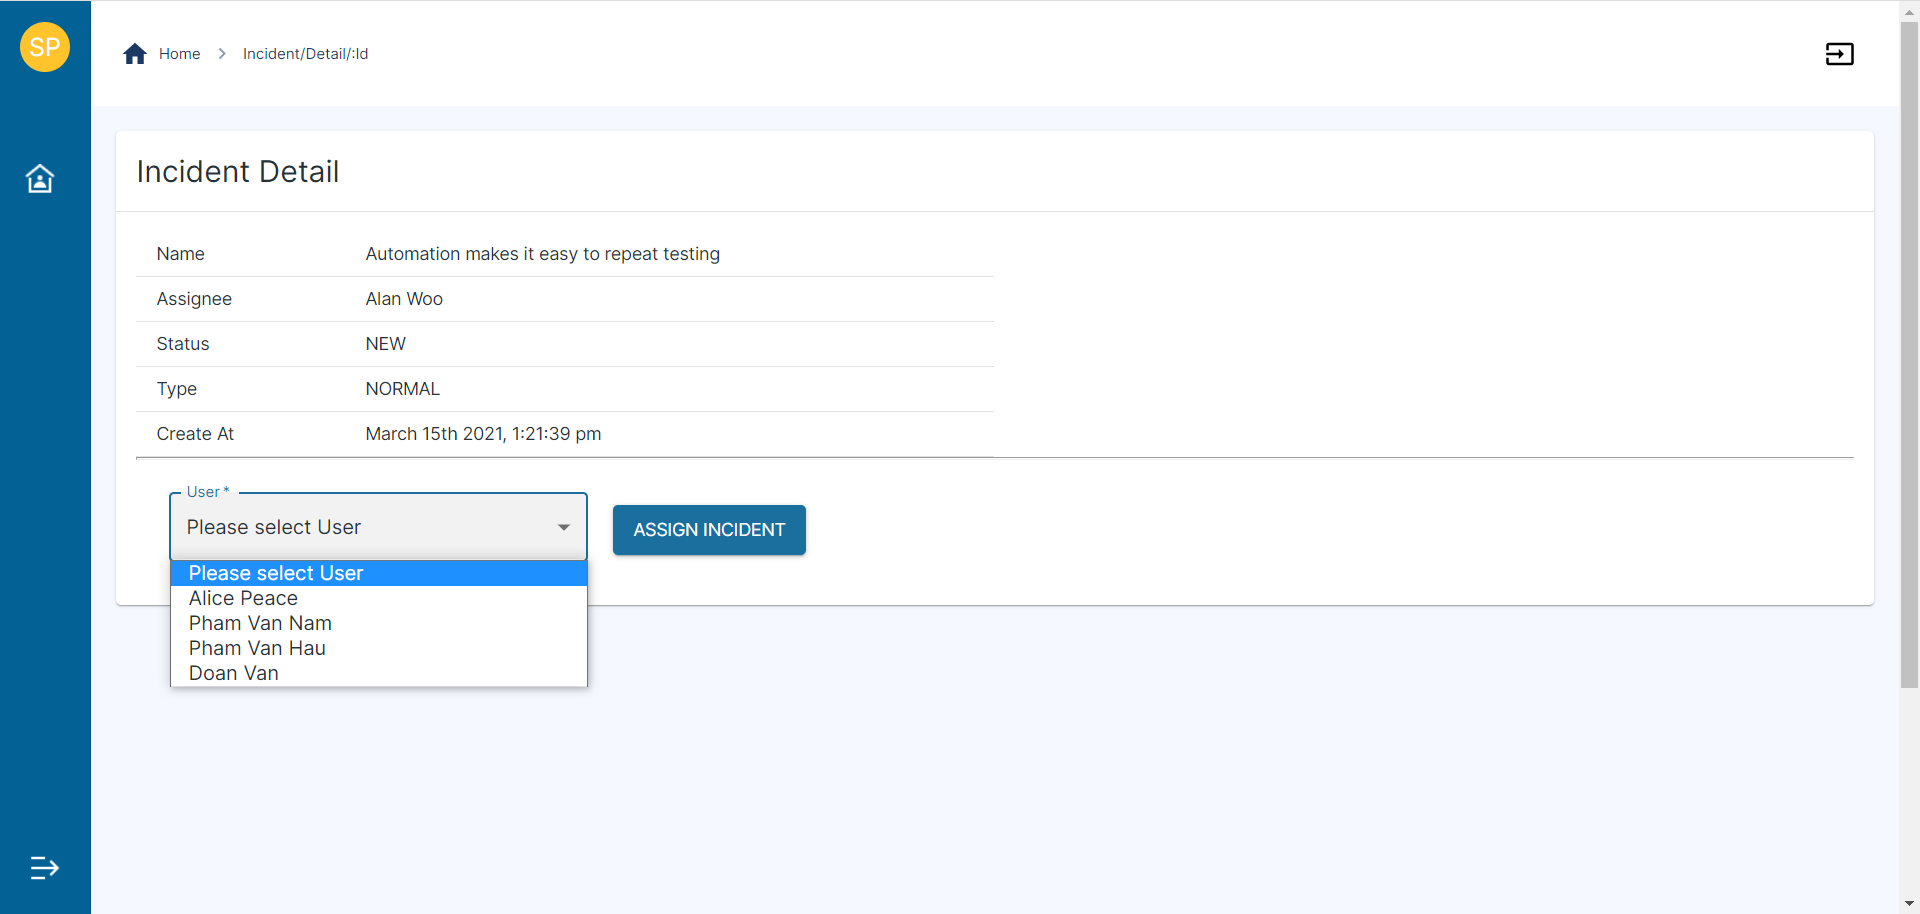 SP
Home
Incident/Detail/:Id
Incident Detail
Name Automation makes it easy to repeat testing
Assignee Alan Woo
Status NEW
Type NORMAL
Create At March 15th 2021, 1:21:39 pm
User *
Please select User
ASSIGN INCIDENT
Please select User
Alice Peace
Pham Van Nam
Pham Van Hau
Doan Van